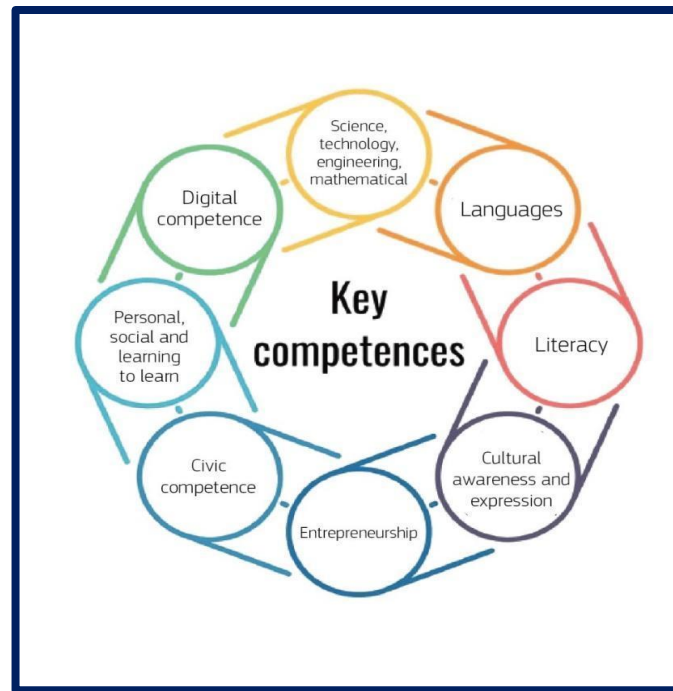 Science,
technology,
engineering,
mathematical
Languages
Literacy
Cultural
awareness and
expression
Entrepreneurship
Civic
competence
Personal,
social and
learning
to learn
Digital
competence
Key
competences